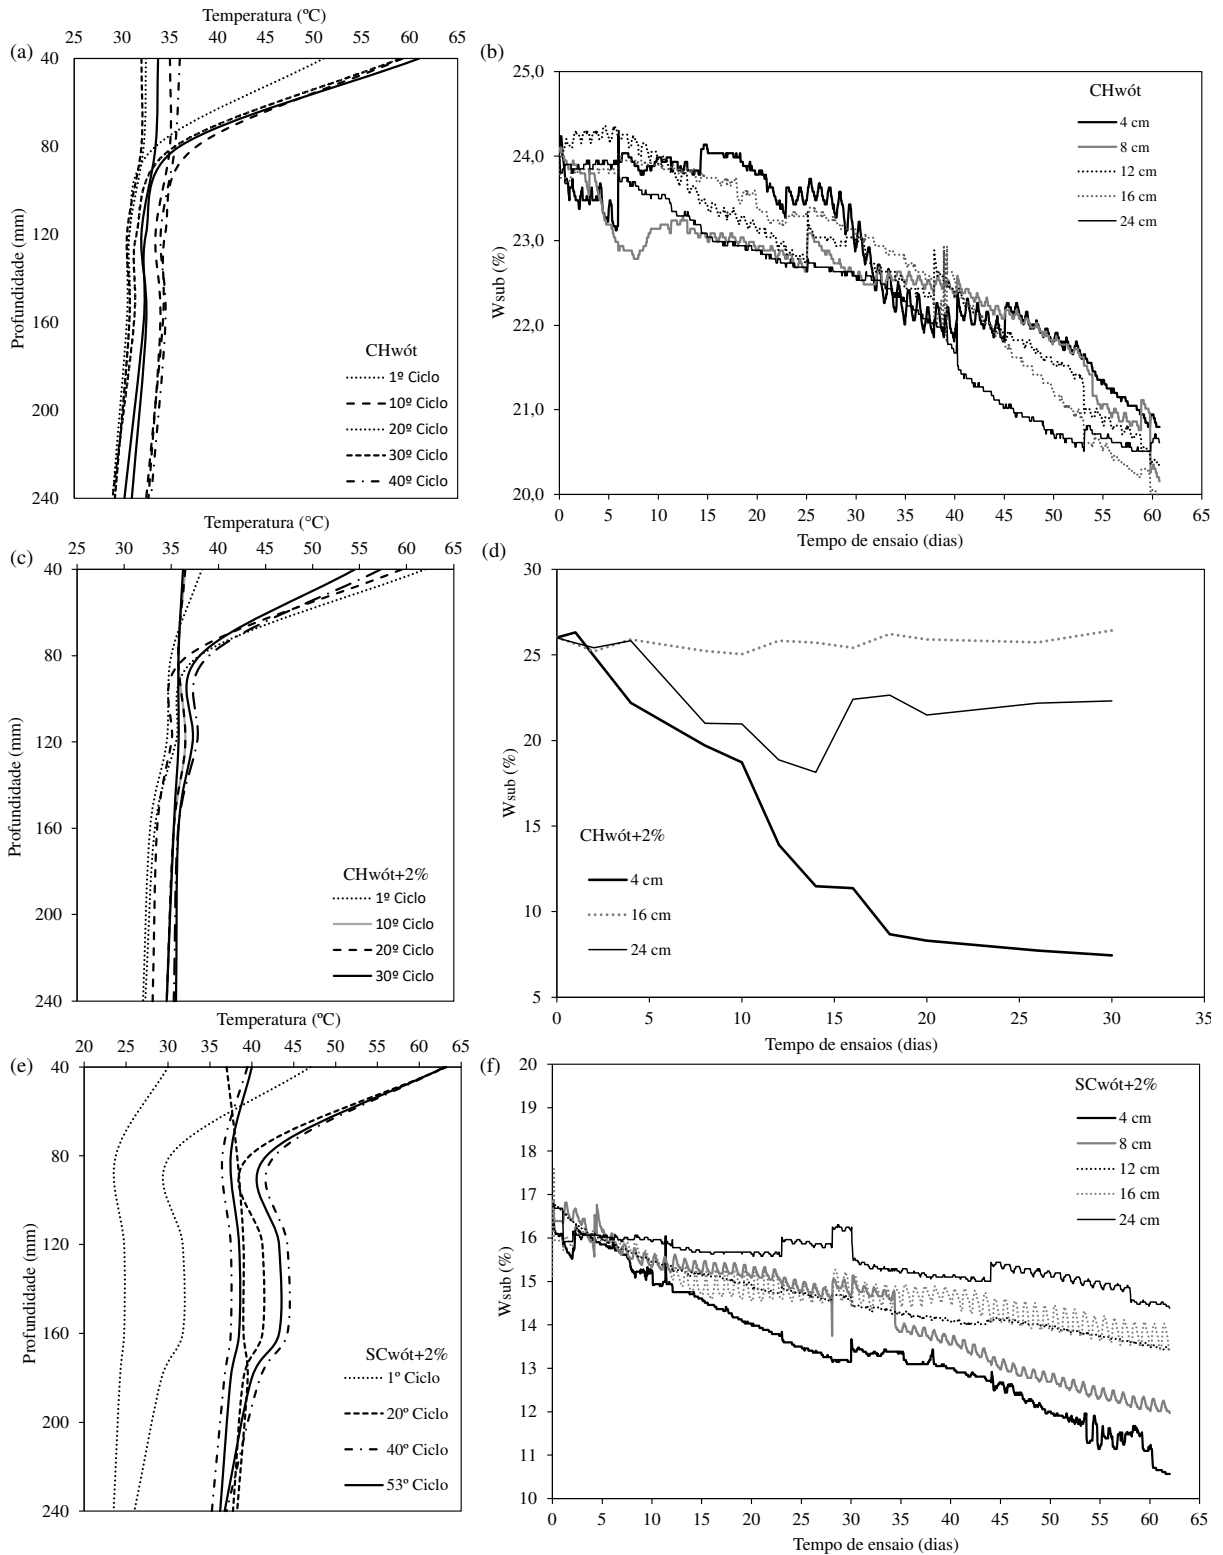 Temperatura (ºC)
25 30 35 40 45 50 55 60 65
(a)
40
80
120
160
200
240
Profundidade (mm)
CHwót
1º Ciclo
10º Ciclo
20º Ciclo
30º Ciclo
40º Ciclo
(b)
25,0
24,0
23,0
22,0
21,0
20,0
Wsub (%)
CHwót
4 cm
8 cm
12 cm
16 cm
24 cm
0 5 10 15 20 25 30 35 40 45 50 55 60 65
Tempo de ensaio (dias)
Temperatura (°C)
25 30 35 40 45 50 55 60 65
(c)
40
80
120
160
200
240
Profundidade (mm)
CHwót+2%
1º Ciclo
10º Ciclo
20º Ciclo
30º Ciclo
(d)
30
25
20
15
10
5
Wsub (%)
CHwót+2%
4 cm
16 cm
24 cm
0 5 10 15 20 25 30 35
Tempo de ensaios (dias)
Temperatura (ºC)
20 25 30 35 40 45 50 55 60 65
(e)
40
80
120
160
200
240
Profundidade (mm)
SCwót+2%
1º Ciclo
20º Ciclo
40º Ciclo
53º Ciclo
(f)
20
19
18
17
16
15
14
13
12
11
10
Wsub (%)
SCwót+2%
4 cm
8 cm
12 cm
16 cm
24 cm
0 5 10 15 20 25 30 35 40 45 50 55 60 65
Tempo de ensaio (dias)